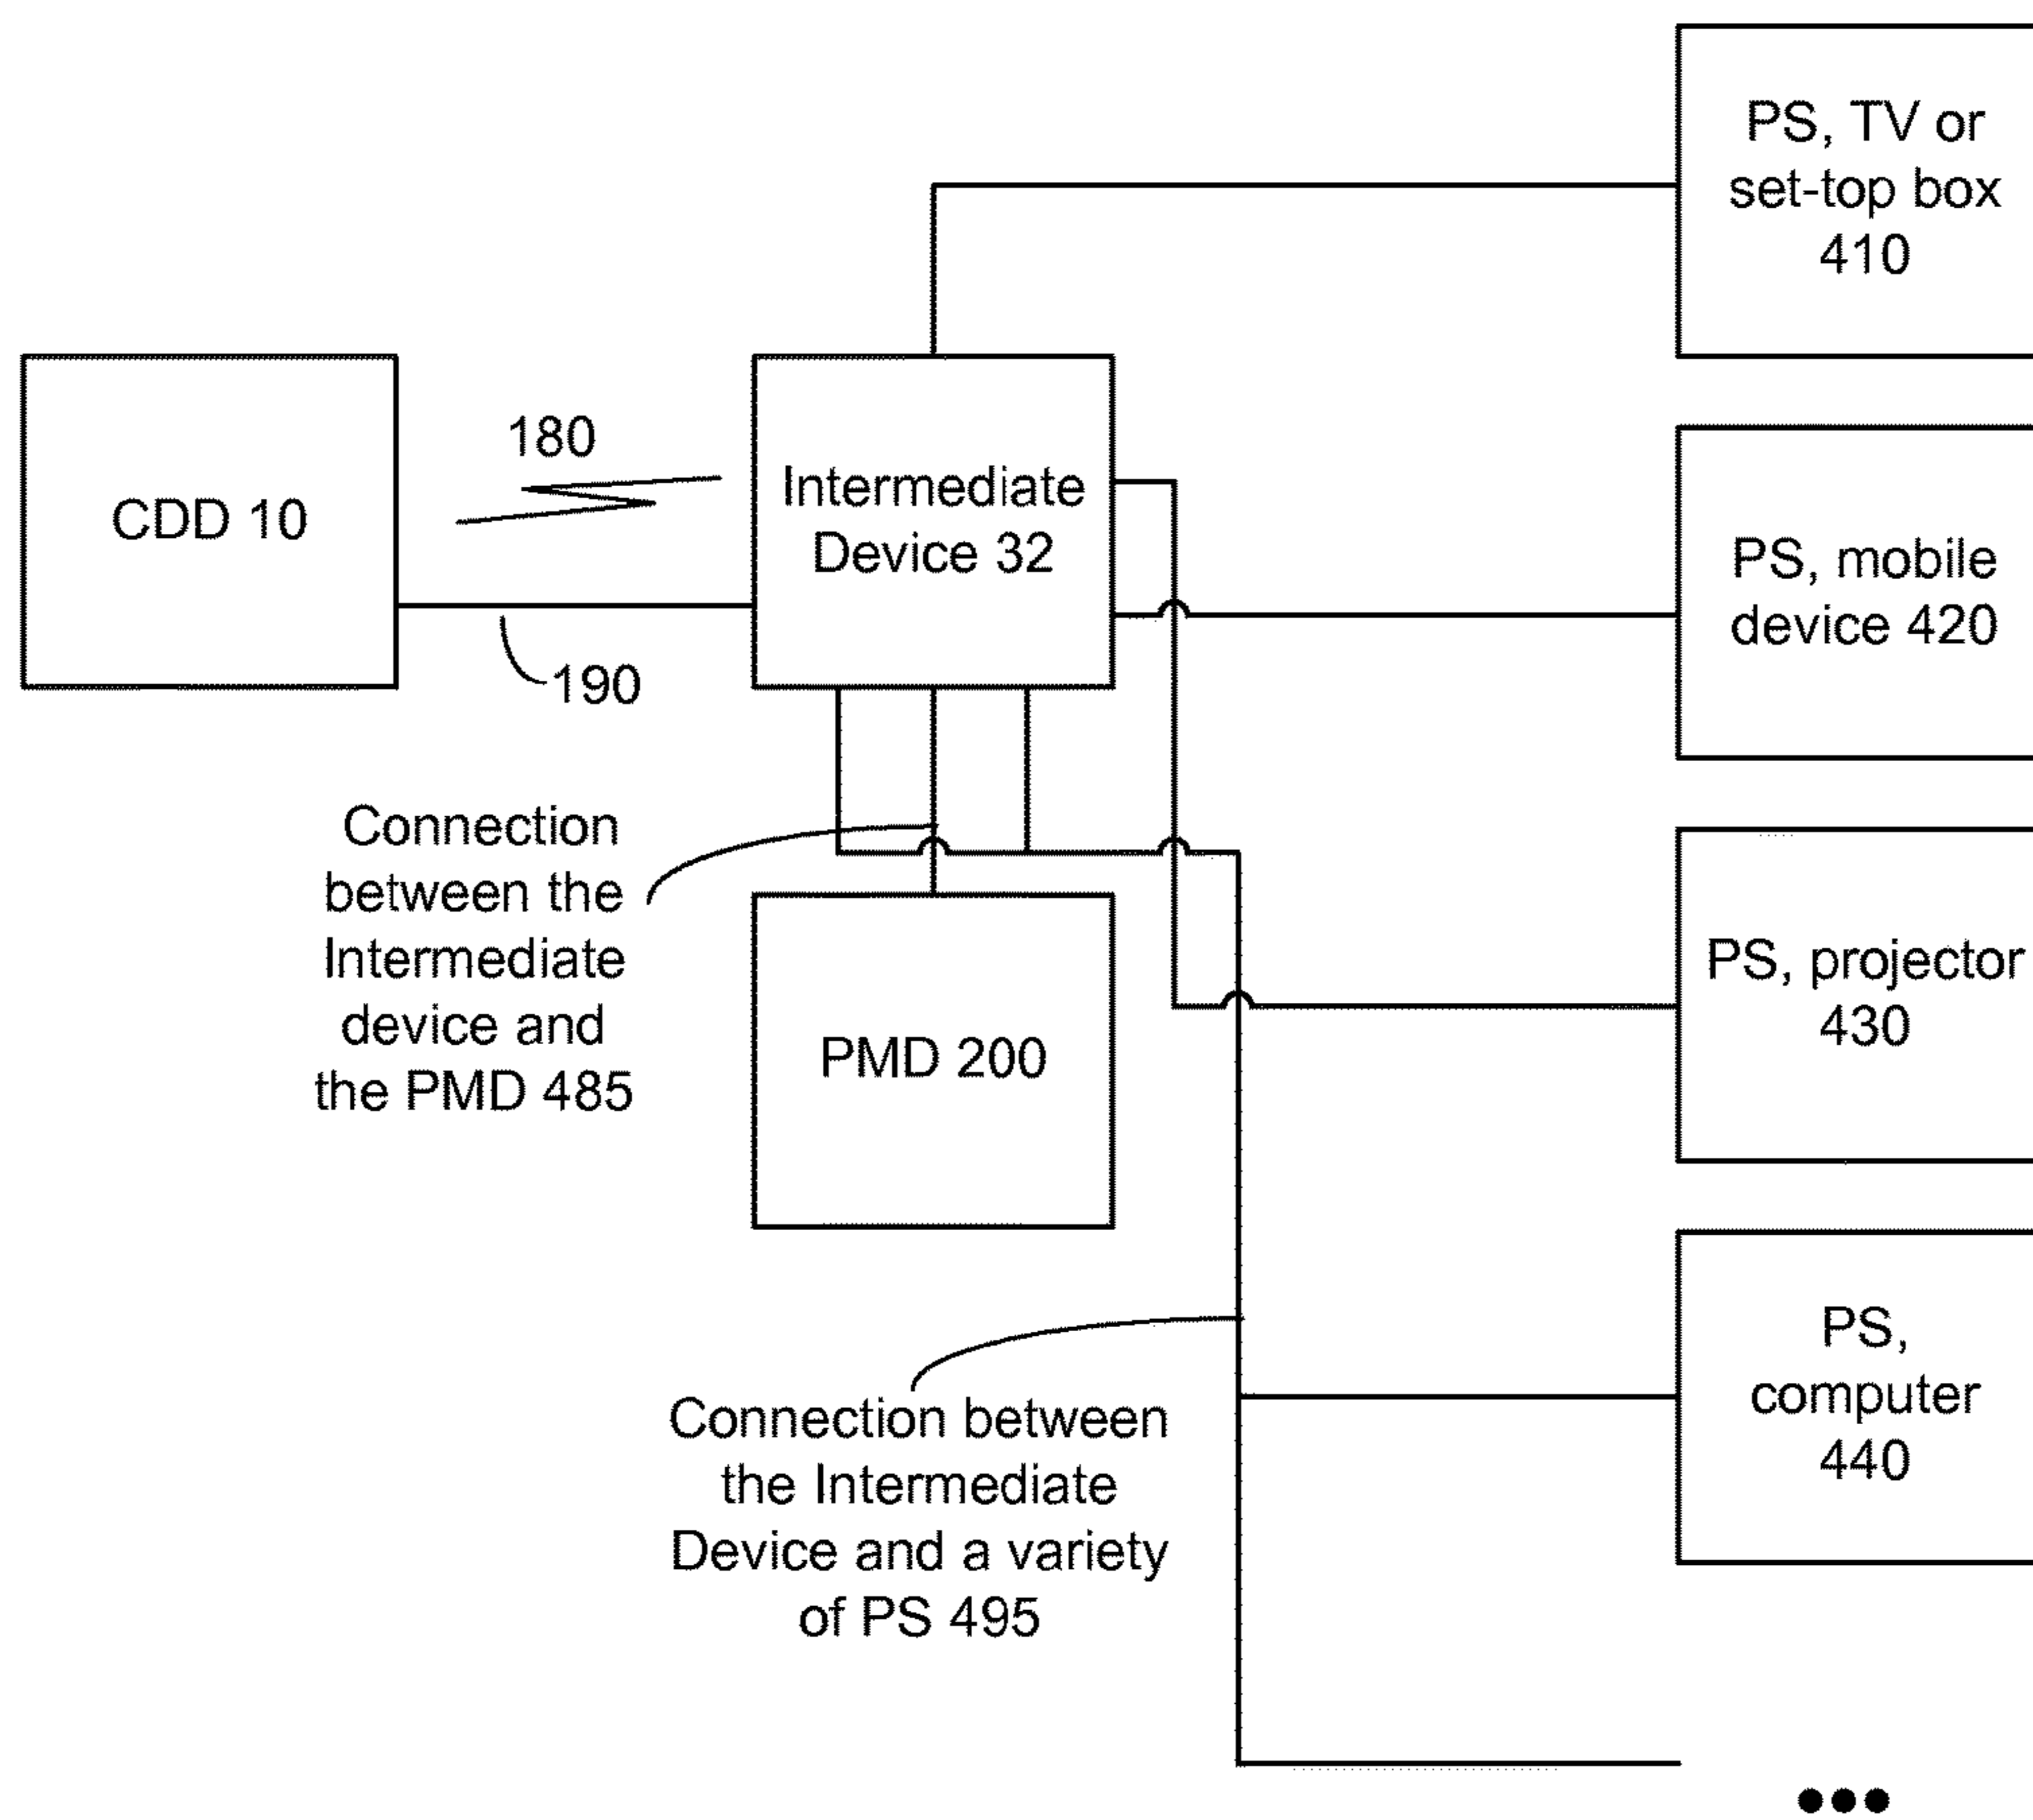 PS, TV or
set-top box
410
CDD 10
180
190
Intermediate
Device 32
PS, mobile
device 420
Connection
between the
Intermediate
device and
the PMD 485
PMD 200
PS, projector
430
Connection between
the Intermediate
Device and a variety
of PS 495
PS,
computer
440